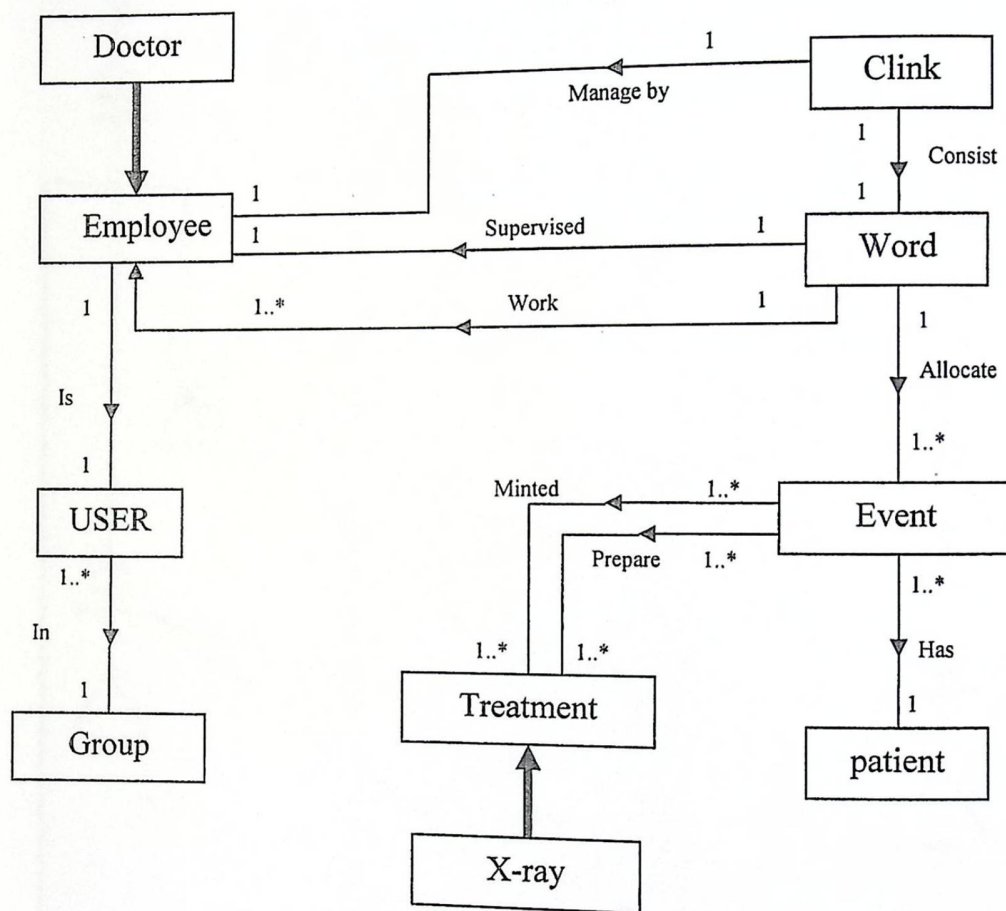 Doctor
1
Clink
Manage by
1
Consist
1
1
Employee
1
Supervised
1
Word
1
1..*
Work
1
1
Allocate
Is
1
1..*
USER
Minted
1..*
Event
1..*
Prepare
1..*
1..*
In
1..*
1..*
Has
1
Treatment
1
Group
patient
X-ray